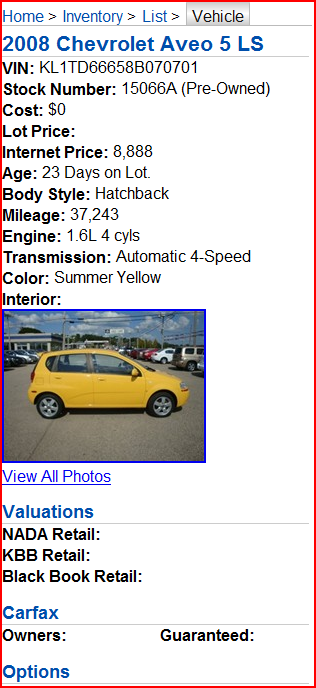 Home > Inventory > List > Vehicle
2008 Chevrolet Aveo 5 LS
VIN: KL1TD66658B070701
Stock Number: 15066A (Pre-Owned)
Cost: $0
Lot Price:
Internet Price: 8,888
Age: 23 Days on Lot.
Body Style: Hatchback
Mileage: 37,243
Engine: 1.6L 4 cyls
Transmission: Automatic 4-Speed
Color: Summer Yellow
Interior:
View All Photos
Valuations
NADA Retail:
KBB Retail:
Black Book Retail:
Carfax
Owners: Guaranteed:
Options